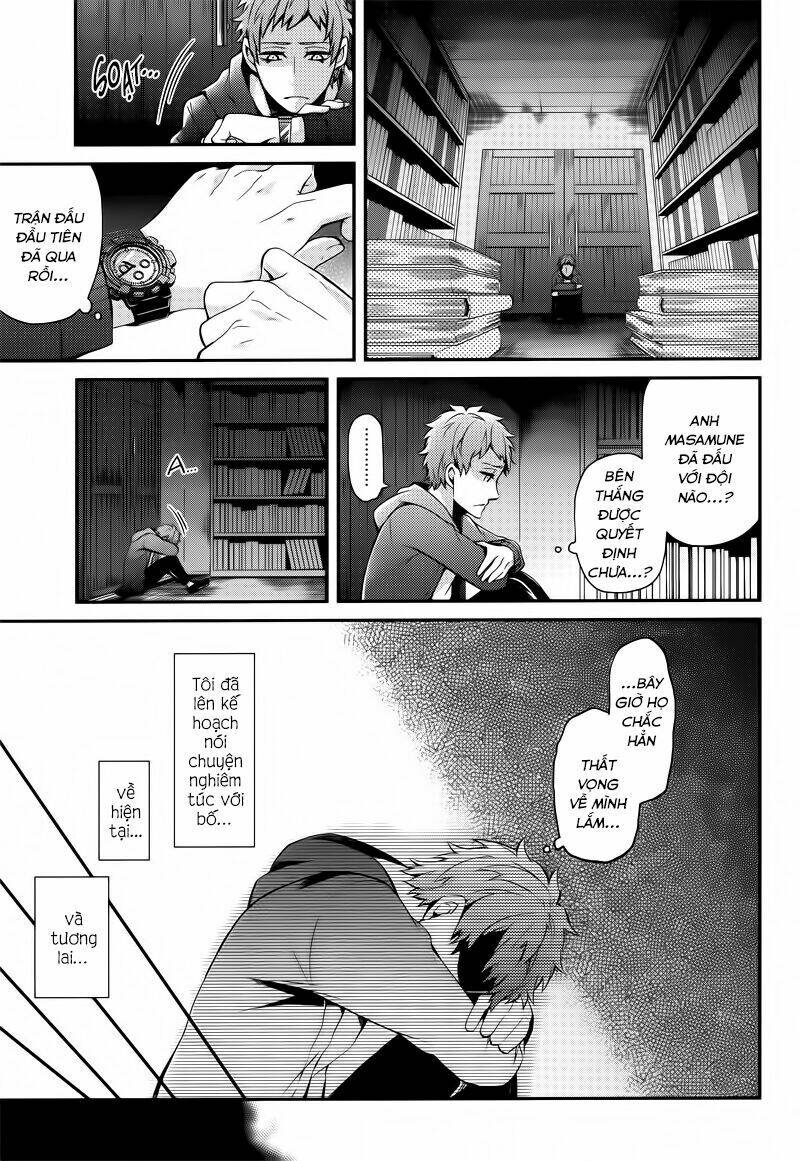 SOẠT...
TRẬN ĐẤU
ĐẦU TIÊN
ĐÃ QUA
RỒI...
ANH
MASAMUNE
ĐÃ ĐẤU
VỚI ĐỘI
NÀO...?
BÊN
THẮNG
ĐƯỢC
QUYẾT
ĐỊNH
CHƯA...?
.........
A...
...BÂY
GIỜ HỌ
CHẮC
HẲN
THẤT
VỌNG
VỀ MÌNH
LẮM...
Tôi đã
lên kế
hoạch
nói
chuyện
nghiêm
túc với
bố...
về
hiện
tại...
và
tương
lai...